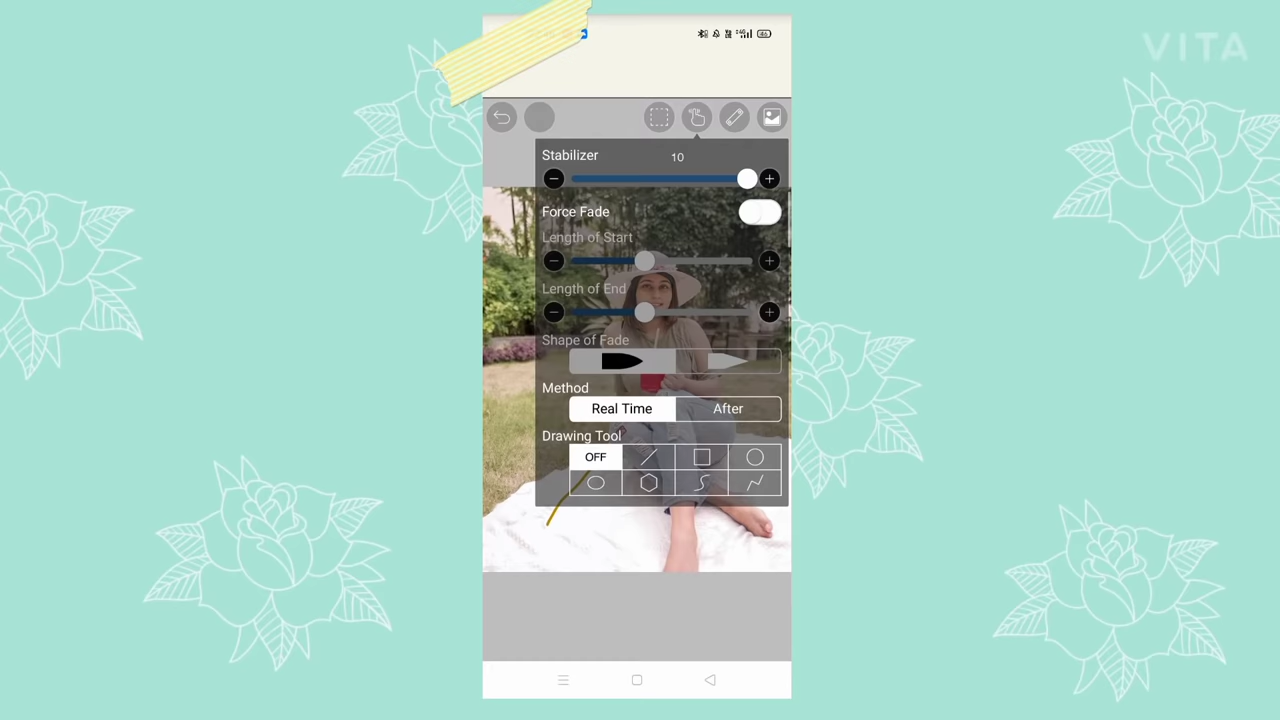 VITA
Stabilizer
10
Force Fade
Length of Start
Length of End
Shape of Fade
Method
Real Time
After
Drawing Tool
OFF